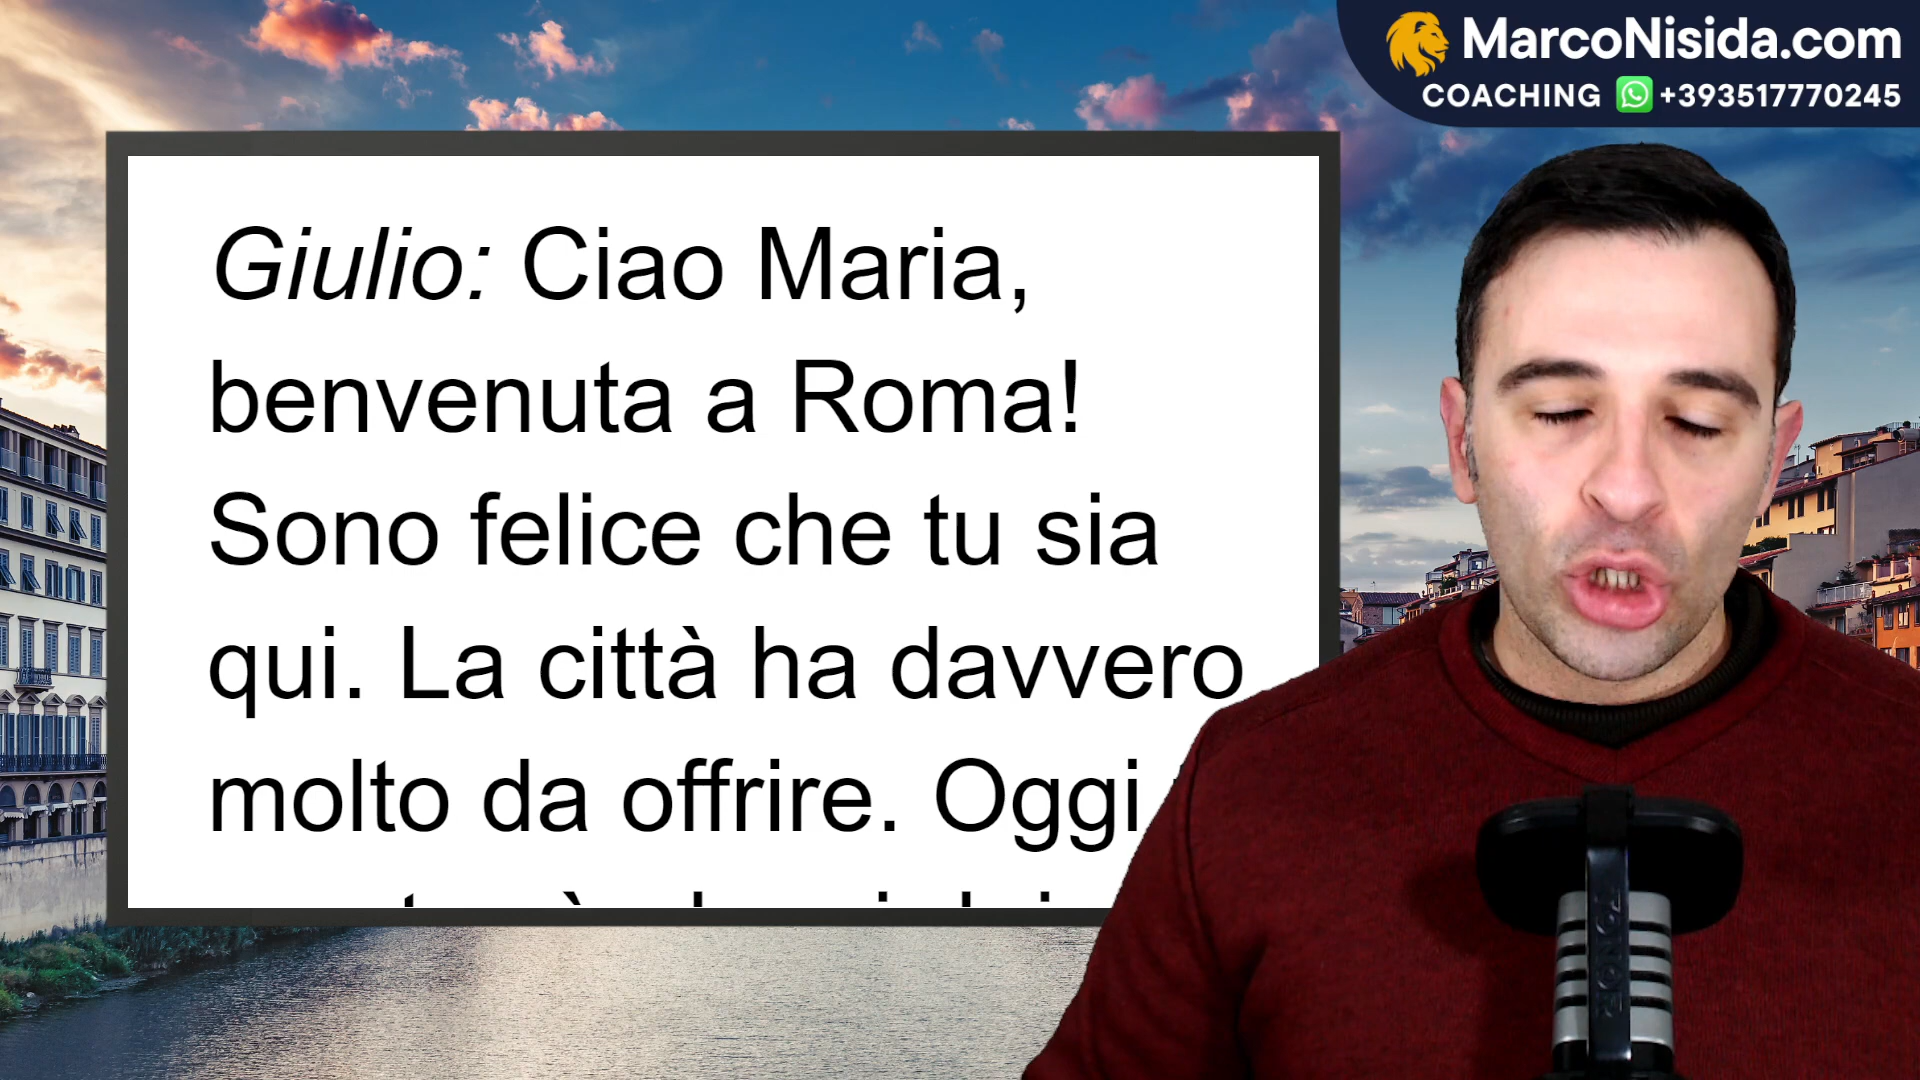 MarcoNisida.com
COACHING +393517770245
Giulio: Ciao Maria,
benvenuta a Roma!
Sono felice che tu sia
qui. La città ha davvero
molto da offrire. Oggi